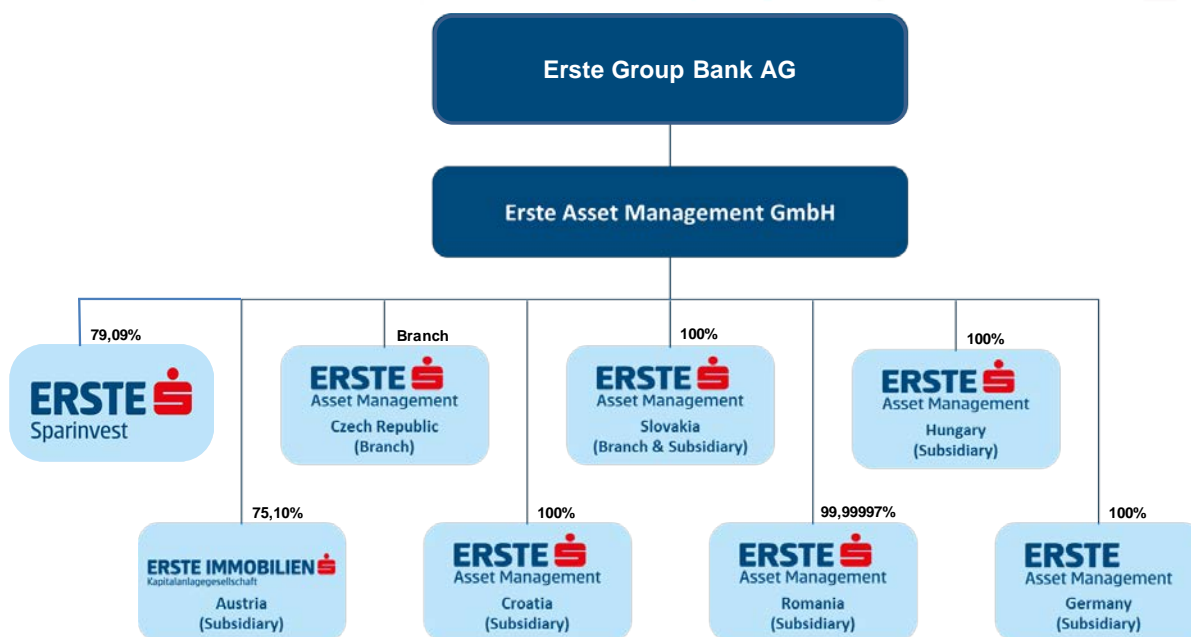 Erste Group Bank AG
Erste Asset Management GmbH
79,09%
ERSTE
Sparinvest
Branch
ERSTE
Asset Management
Czech Republic
(Branch)
100%
ERSTE
Asset Management
Slovakia
(Branch & Subsidiary)
100%
ERSTE
Asset Management
Hungary
(Subsidiary)
75,10%
ERSTE IMMOBILIEN
Kapitalanlagegesellschaft
Austria
(Subsidiary)
100%
ERSTE
Asset Management
Croatia
(Subsidiary)
99,99997%
ERSTE
Asset Management
Romania
(Subsidiary)
100%
ERSTE
Asset Management
Germany
(Subsidiary)